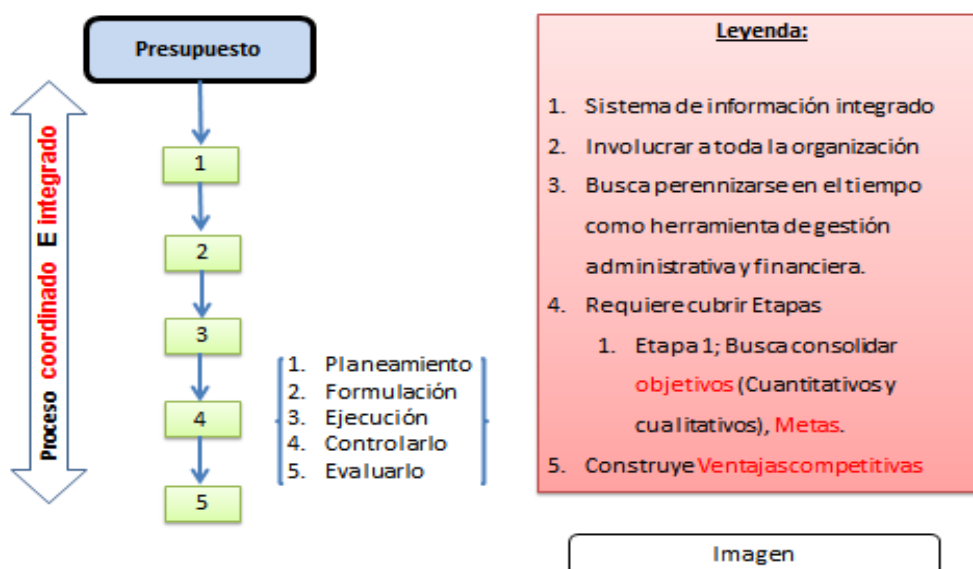 Presupuesto
Proceso coordinado E integrado
1
2
3
4
5
1. Planeamiento
2. Formulación
3. Ejecución
4. Controlarlo
5. Evaluarlo
Leyenda:
1. Sistema de información integrado
2. Involucrar a toda la organización
3. Busca perennizarse en el tiempo
como herramienta de gestión
administrativa y financiera.
4. Requiere cubrir Etapas
1. Etapa 1; Busca consolidar
objetivos (Cuantitativos y
cualitativos), Metas.
5. Construye Ventajas competitivas
Imagen